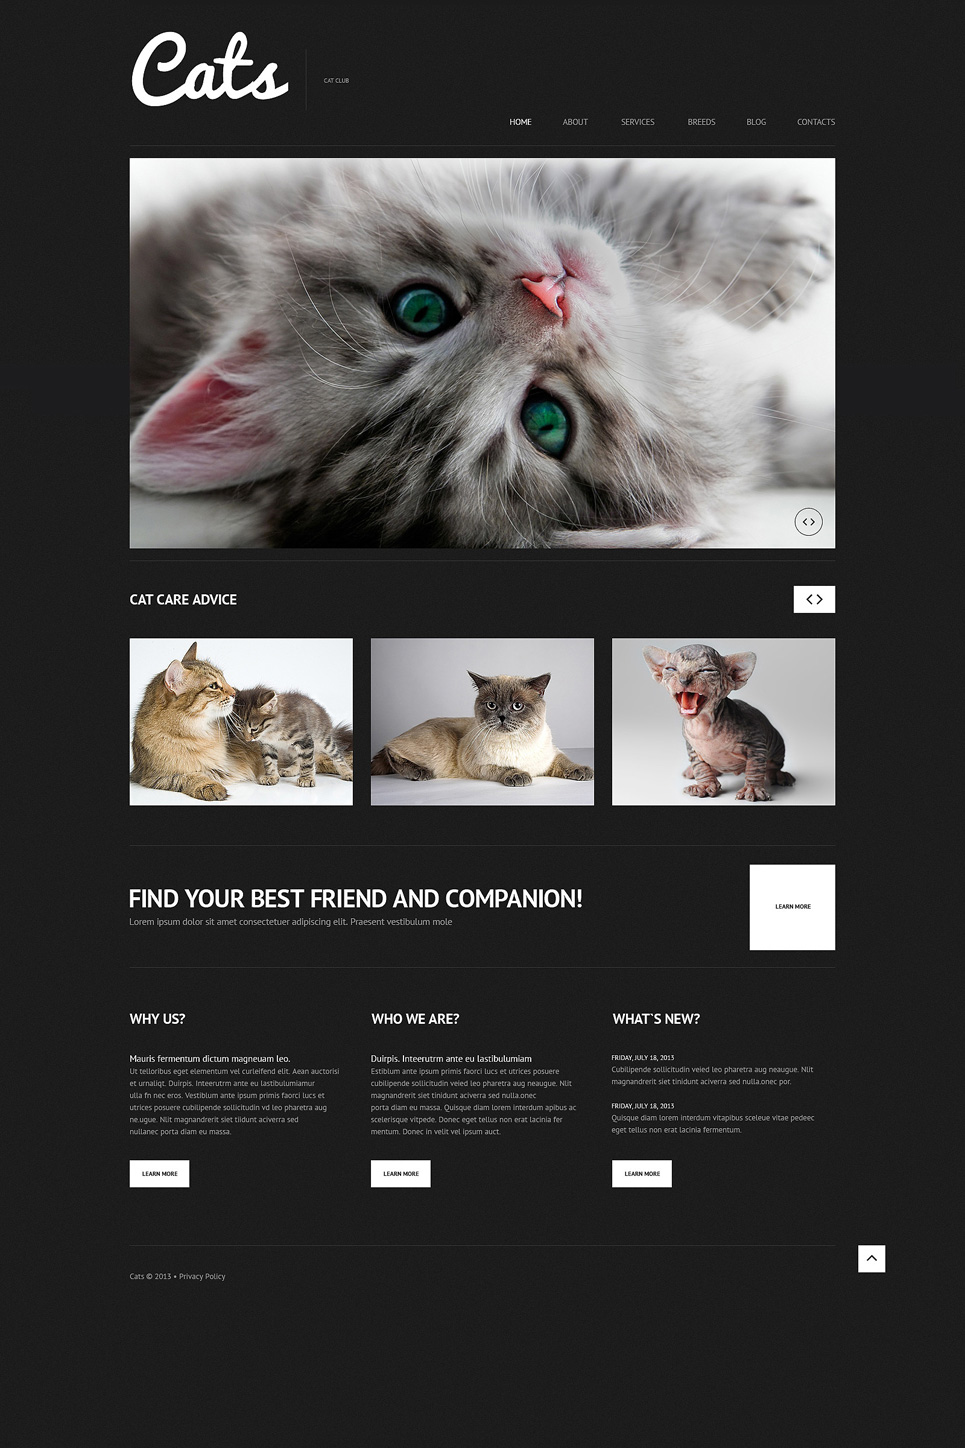 Cats
CAT CLUB
HOME ABOUT SERVICES BREEDS BLOG CONTACTS
CAT CARE ADVICE
FIND YOUR BEST FRIEND AND COMPANION!
Lorem ipsum dolor sit amet consectetuer adipiscing elit. Praesent vestibulum mole
LEARN MORE
WHY US?
Mauris fermentum dictum magneuam leo.
Ut telloribus eget elementum vel curleifend elit. Aen auctorisi
et urnaliqt. Duirpis. Inteerutrm ante eu lastibulumiamur
ulla fn nec eros. Vestibium ante ipsum primis faorci lucs et
utrices posuere cubilipende sollicitudin vd leo pharetra aug
ne.ugue. Nlit magnandrerit siet tiidunt aciverra sed
nullanec porta diam eu massa.
LEARN MORE
WHO WE ARE?
Duirpis. Inteerutrm ante eu lastibulumiam
Estibium ante ipsum primis faorci lucs et utrices posuere
cubilipende sollicitudin veied leo pharetra aug neaugue. Nlit
magnandrerit siet tinidunt aciverra sed nulla.onec
porta diam eu massa. Quisque diam lorem interdum apibus ac
scelerisque vitpede. Donec eget tellus non erat lacinia fer
mentum. Donec in velit vel ipsum auct.
LEARN MORE
WHAT`S NEW?
FRIDAY, JULY 18, 2013
Cubilipende sollicitudin veied leo pharetra aug neaugue. Nlit
magnandrerit siet tinidunt aciverra sed nulla.onec por.
FRIDAY, JULY 18, 2013
Quisque diam lorem interdum vitapibus sceleue vitae pedeec
eget tellus non erat lacinia fermentum.
LEARN MORE
Cats © 2013 • Privacy Policy